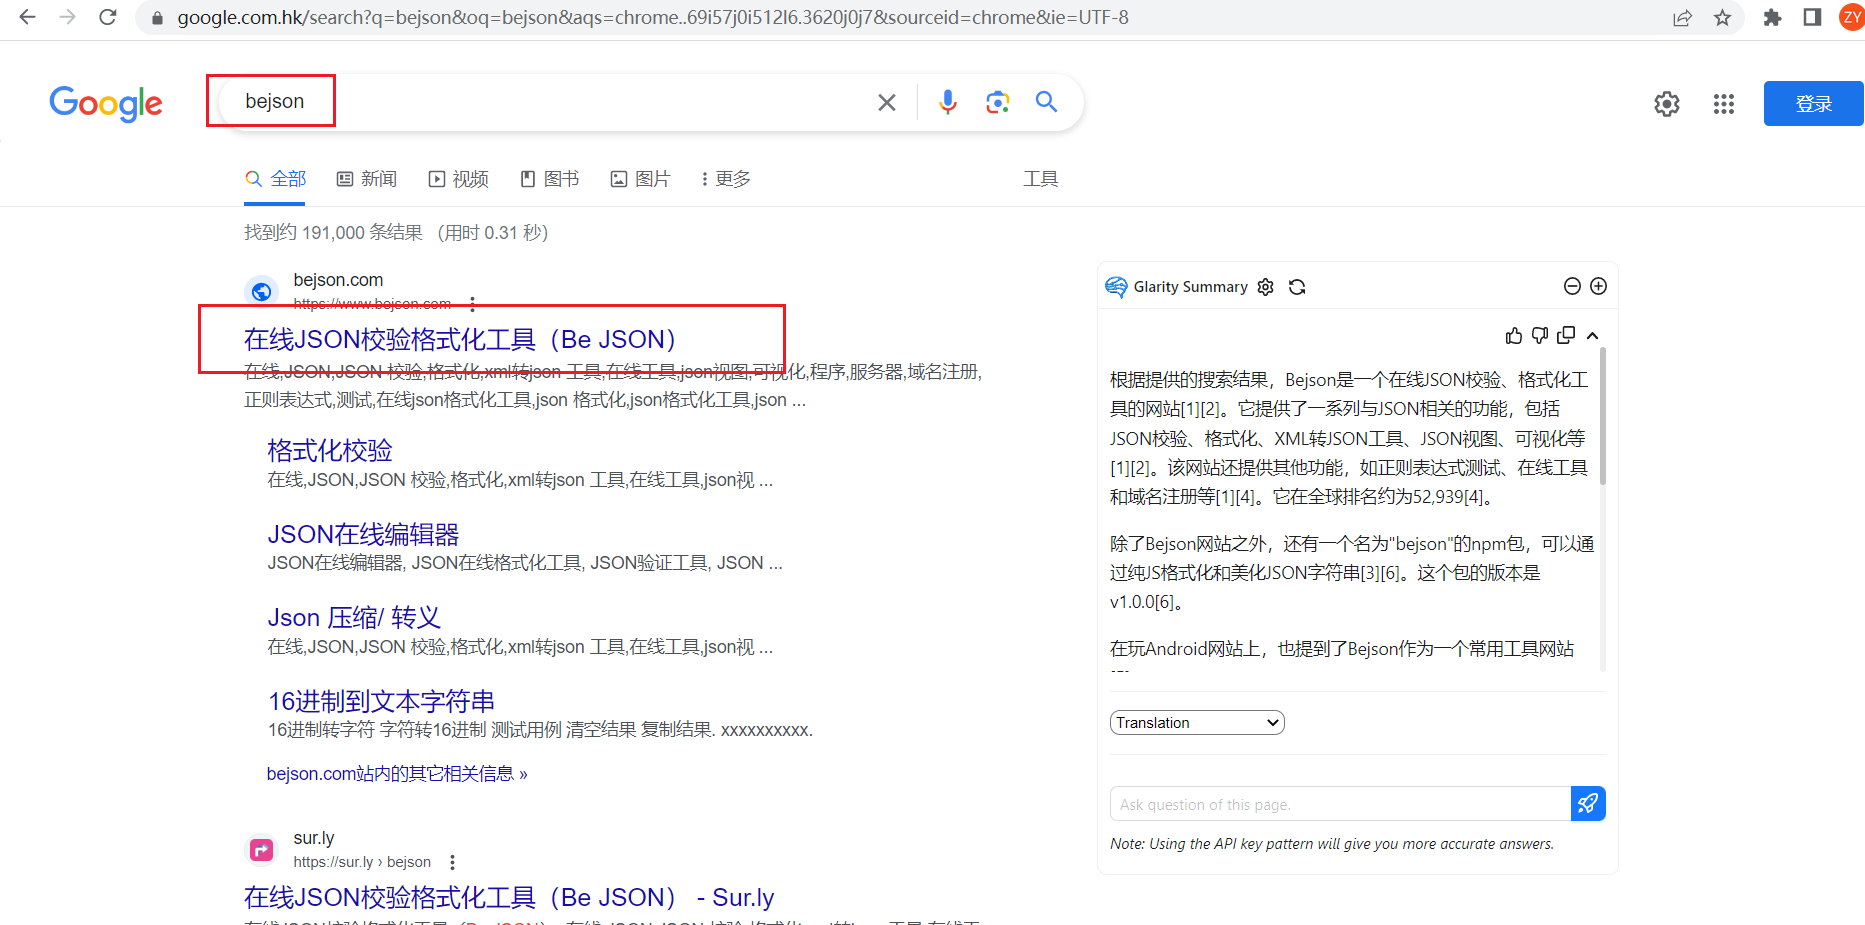 google.com.hk/search?q=bejson&oq=bejson&aqs=chrome..69i57j0i512l6.3620j0j7&sourceid=chrome&ie=UTF-8
ZY
Google
bejson
登录
全部
新闻
视频
图书
图片
更多
工具
找到约 191,000 条结果 （用时 0.31 秒）
bejson.com
https://www.bejson.com
在线JSON校验格式化工具（Be JSON）
在线,JSON,JSON 校验,格式化,xml转json 工具,在线工具,json视图,可视化,程序,服务器,域名注册,
正则表达式,测试,在线json格式化工具,json 格式化,json格式化工具,json ...
格式化校验
在线,JSON,JSON 校验,格式化,xml转json 工具,在线工具,json视 ...
JSON在线编辑器
JSON在线编辑器, JSON在线格式化工具, JSON验证工具, JSON ...
Json 压缩/ 转义
在线,JSON,JSON 校验,格式化,xml转json 工具,在线工具,json视 ...
16进制到文本字符串
16进制转字符 字符转16进制 测试用例 清空结果 复制结果. xxxxxxxxxx.
bejson.com站内的其它相关信息 »
sur.ly
https://sur.ly › bejson
在线JSON校验格式化工具（Be JSON） - Sur.ly
Glarity Summary
根据提供的搜索结果，Bejson是一个在线JSON校验、格式化工
具的网站[1][2]。它提供了一系列与JSON相关的功能，包括
JSON校验、格式化、XML转JSON工具、JSON视图、可视化等
[1][2]。该网站还提供其他功能，如正则表达式测试、在线工具
和域名注册等[1][4]。它在全球排名约为52,939[4]。
除了Bejson网站之外，还有一个名为"bejson"的npm包，可以通
过纯JS格式化和美化JSON字符串[3][6]。这个包的版本是
v1.0.0[6]。
在玩Android网站上，也提到了Bejson作为一个常用工具网站
Translation
Ask question of this page.
Note: Using the API key pattern will give you more accurate answers.